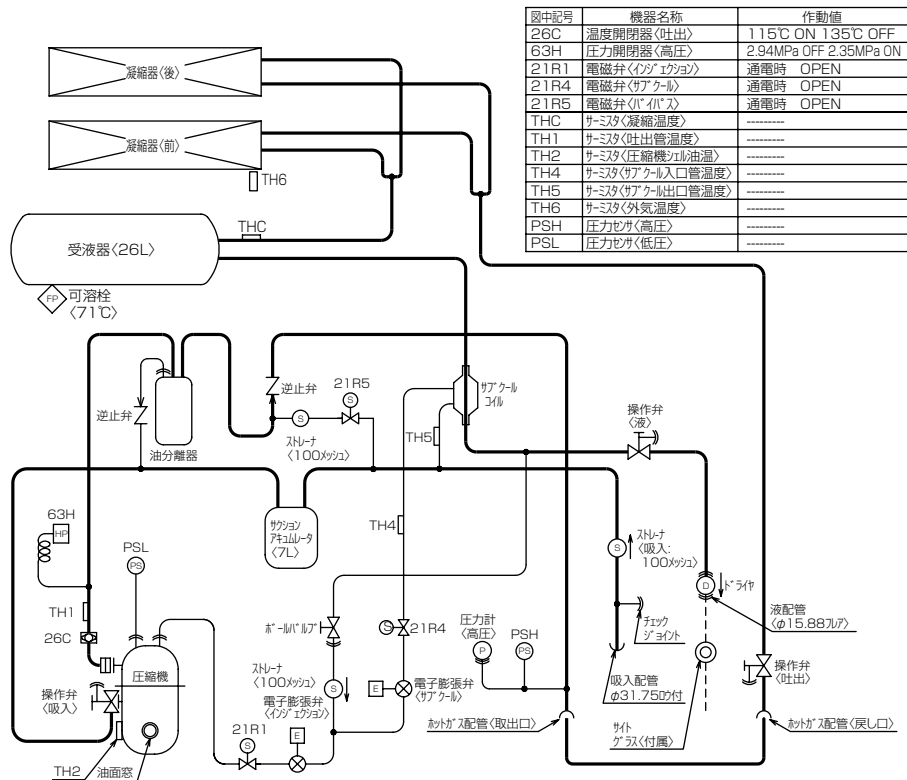 図中記号 機器名称 作動値
26C 温度開閉器〈吐出〉 115℃ ON 135℃ OFF
63H 圧力開閉器〈高圧〉 2.94MPa OFF 2.35MPa ON
21R1 電磁弁〈インジェクション〉 通電時 OPEN
21R4 電磁弁〈サブクール〉 通電時 OPEN
21R5 電磁弁〈バイパス〉 通電時 OPEN
THC サーミスタ〈凝縮温度〉 ---------
TH1 サーミスタ〈吐出管温度〉 ---------
TH2 サーミスタ〈圧縮機シェル油温〉 ---------
TH4 サーミスタ〈サブクール入口管温度〉 ---------
TH5 サーミスタ〈サブクール出口管温度〉 ---------
TH6 サーミスタ〈外気温度〉 ---------
PSH 圧力センサ〈高圧〉 ---------
PSL 圧力センサ〈低圧〉 ---------
凝縮器〈後〉
凝縮器〈前〉
TH6
THC
受液器〈26L〉
FP
可溶栓
〈71℃〉
逆止弁
油分離器
逆止弁
21R5
S
S
ストレーナ
〈100メッシュ〉
サブクール
コイル
TH5
操作弁
〈液〉
63H
HP
PSL
PS
サクション
アキュムレータ
〈7L〉
TH4
S
ストレーナ
〈吸入:
100メッシュ〉
D
ドライヤ
液配管
〈φ15.88フレア〉
TH1
26C
ボールバルブ
S
21R4
圧力計
〈高圧〉
P
PSH
PS
チェック
ジョイント
吸入配管
φ31.75ロウ付
操作弁
〈吐出〉
圧縮機
操作弁
〈吸入〉
ストレーナ
〈100メッシュ〉
S
電子膨張弁
〈インジェクション〉
E
E
電子膨張弁
〈サブクール〉
21R1
S
ホットガス配管〈取出口〉
サイト
グラス〈付属〉
ホットガス配管〈戻し口〉
TH2
油面窓